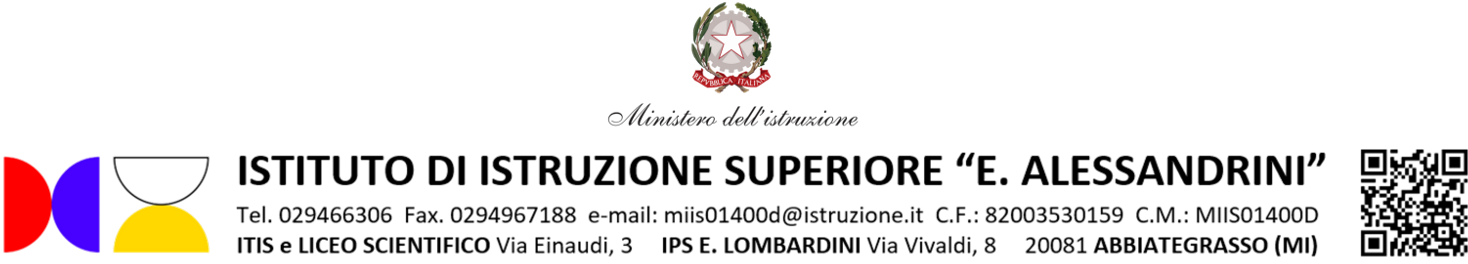 REPVBBLICA ITALIANA
Ministero dell'istruzione
ISTITUTO DI ISTRUZIONE SUPERIORE “E. ALESSANDRINI”
Tel. 029466306 Fax. 0294967188 e-mail: miis01400d@istruzione.it C.F.: 82003530159 C.M.: MIIS01400D
ITIS e LICEO SCIENTIFICO Via Einaudi, 3 IPS E. LOMBARDINI Via Vivaldi, 8 20081 ABBIATEGRASSO (MI)